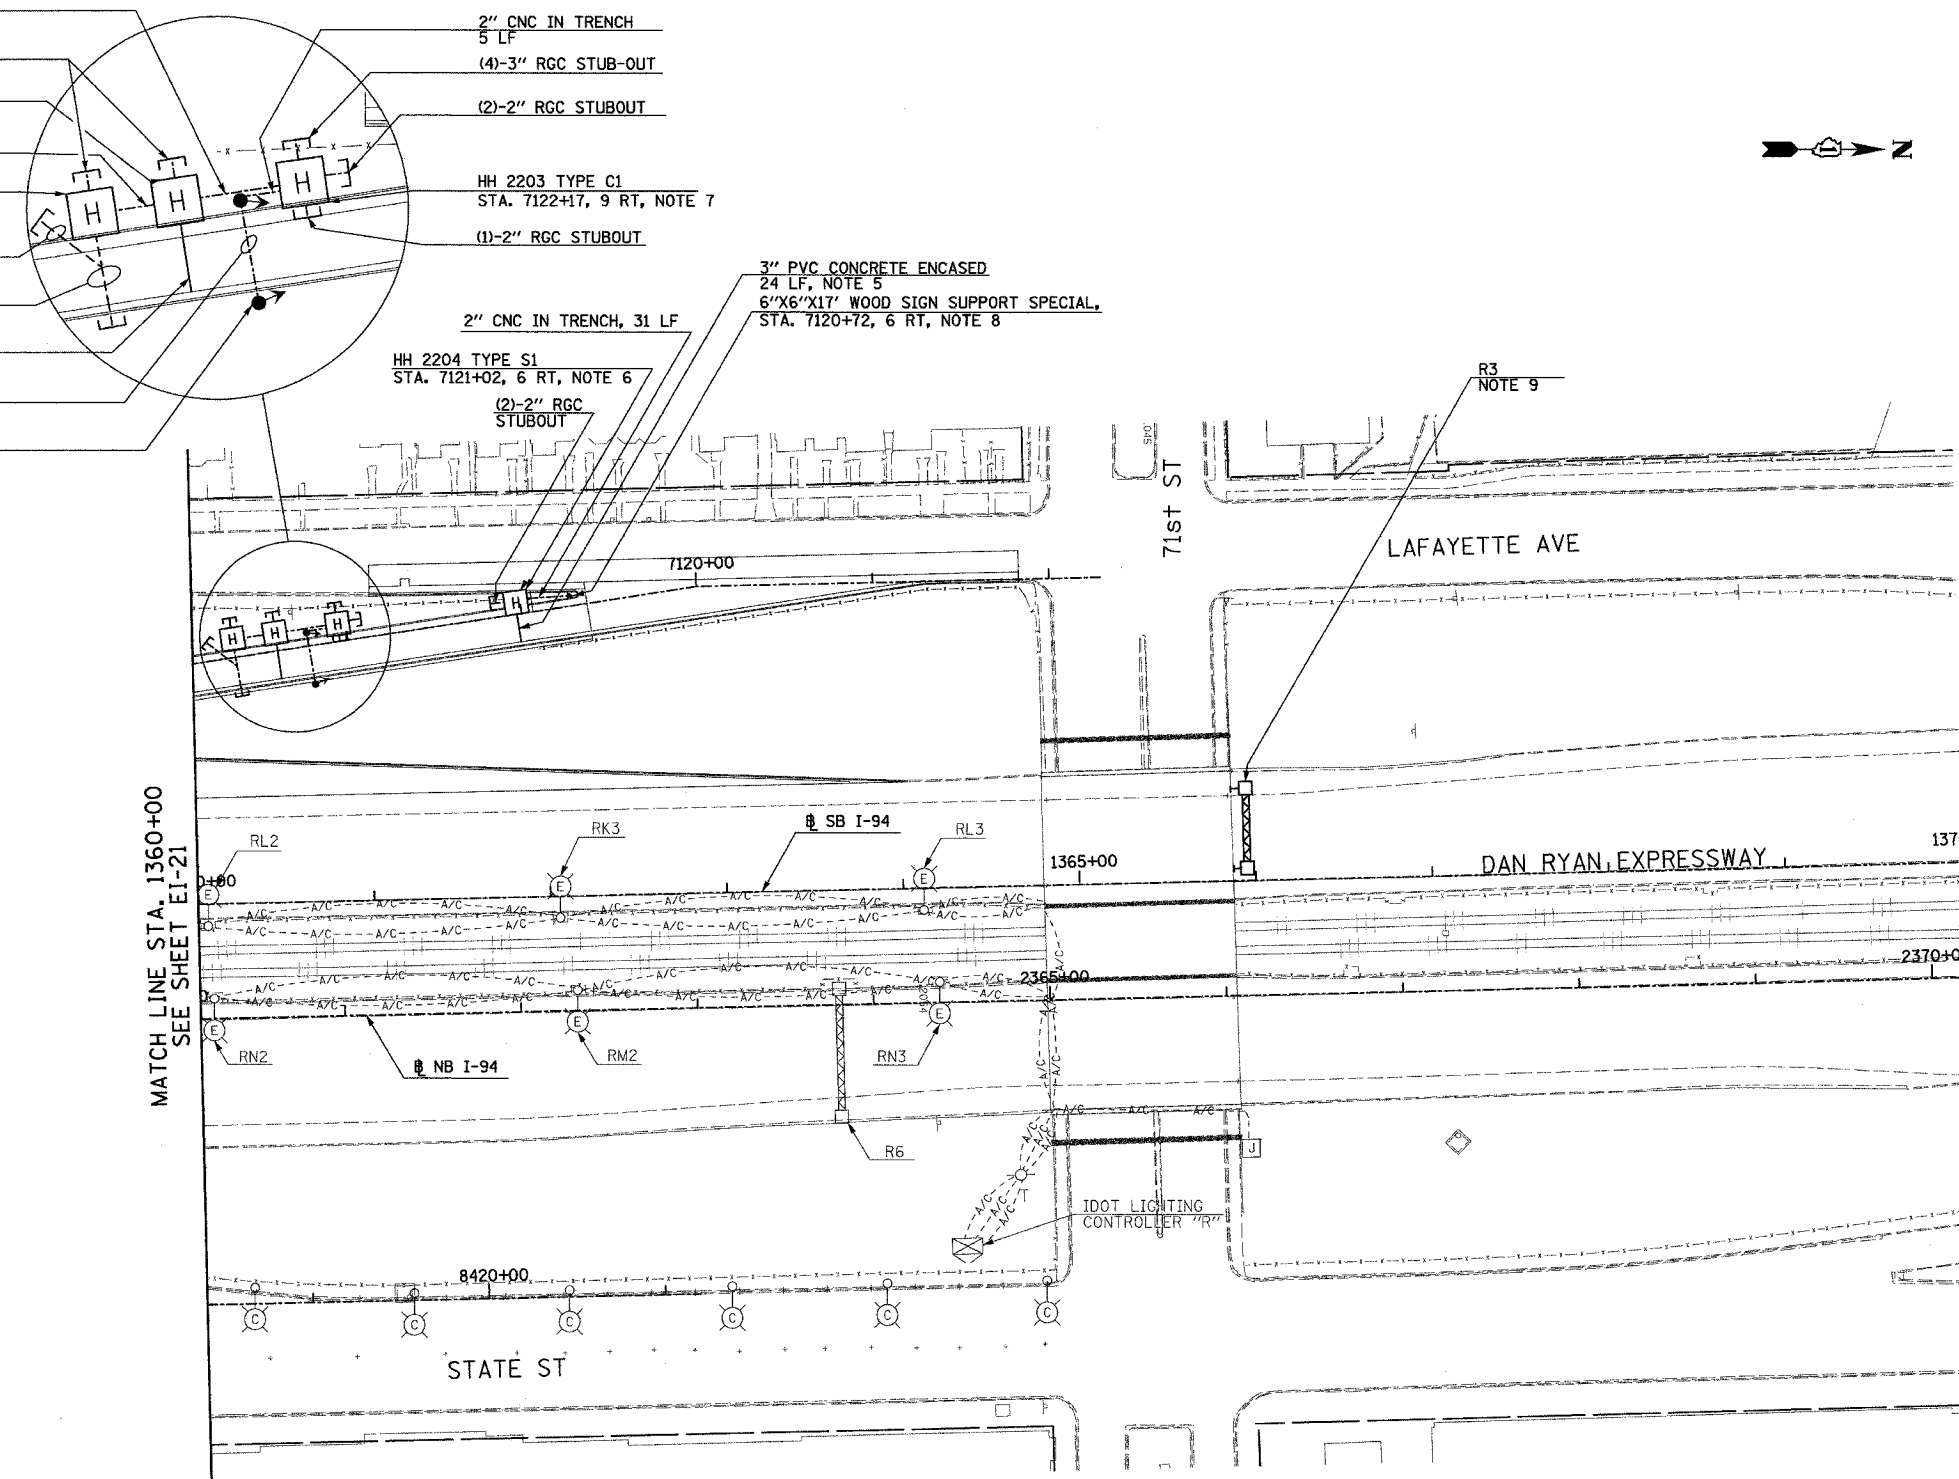 2" CNC IN TRENCH
5 LF
(4)-3" RGC STUB-OUT
(2)-2" RGC STUBOUT
HH 2203 TYPE C1
STA. 7122+17, 9 RT, NOTE 7
(1)-2" RGC STUBOUT
H
H
H
N
3" PVC CONCRETE ENCASED
24 LF, NOTE 5
6"X6"X17' WOOD SIGN SUPPORT SPECIAL,
STA. 7120+72, 6 RT, NOTE 8
2" CNC IN TRENCH, 31 LF
HH 2204 TYPE S1
STA. 7121+02, 6 RT, NOTE 6
(2)-2" RGC
STUBOUT
R3
NOTE 9
.045
71st ST
LAFAYETTE AVE
7120+00
H
H
H
H
MATCH LINE STA. 1360+00
SEE SHEET EI-21
RL2
RK3
℄ SB I-94
RL3
1365+00
DAN RYAN EXPRESSWAY
137
0+00
E
E
E
A/C
A/C
A/C
A/C
2365+00
2370+0
E
E
E
RN2
RM2
RN3
℄ NB I-94
R6
J
T
IDOT LIGHTING
CONTROLLER "R"
8420+00
C
C
C
C
C
C
STATE ST